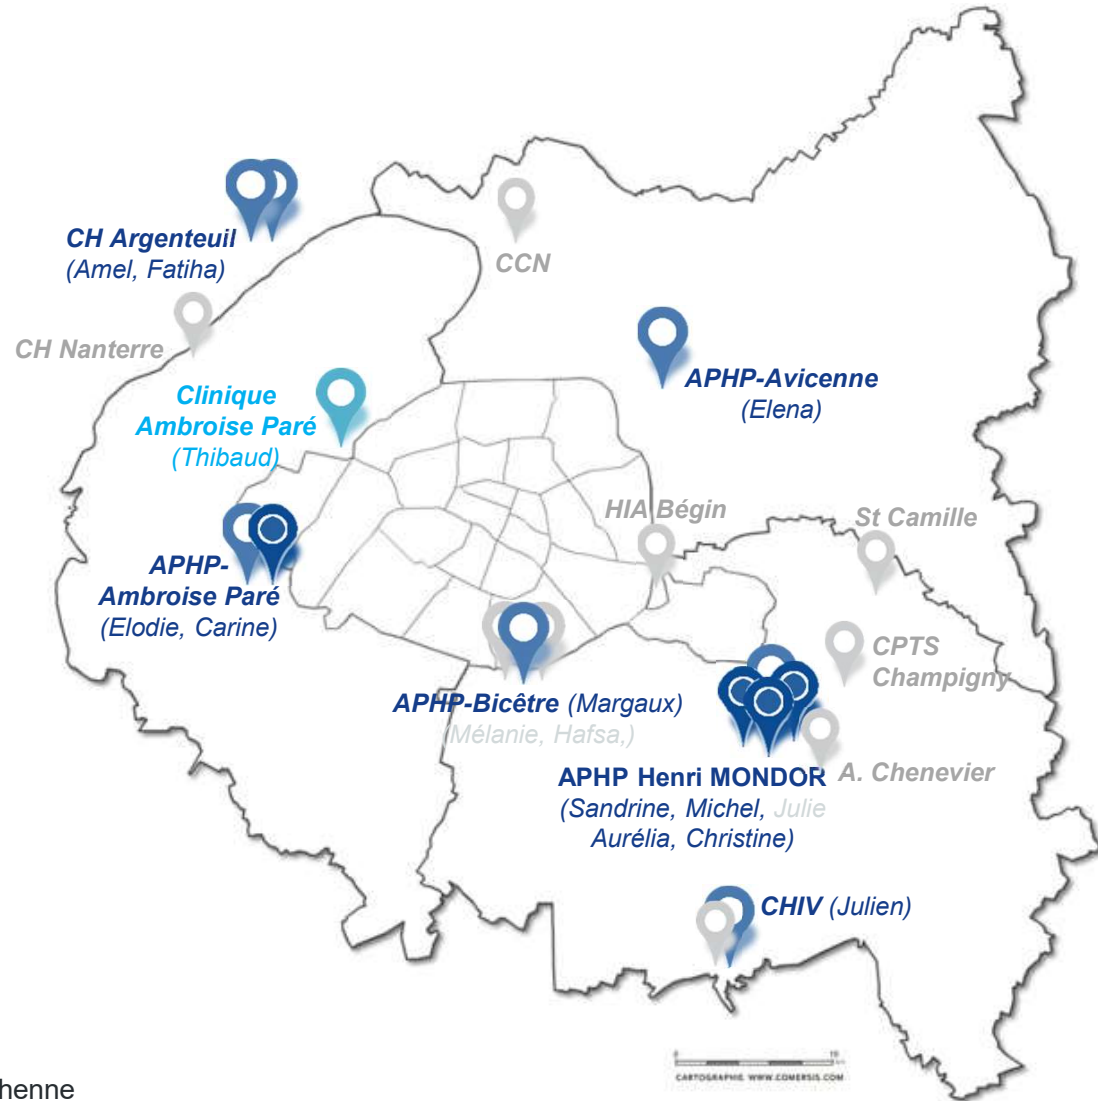 CH Argenteuil
(Amel, Fatiha)
CCN
CH Nanterre
APHP-Avicenne
(Elena)
Clinique
Ambroise Paré
(Thibaud)
HIA Bégin
St Camille
APHP-
Ambroise Paré
(Elodie, Carine)
CPTS
Champigny
APHP-Bicêtre (Margaux)
(Mélanie, Hafsa,)
A. Chenevier
APHP Henri MONDOR
(Sandrine, Michel, Julie
Aurélia, Christine)
CHIV (Julien)
0 10
CARTOGRAPHIE WWW.COMERSIS.COM
henne